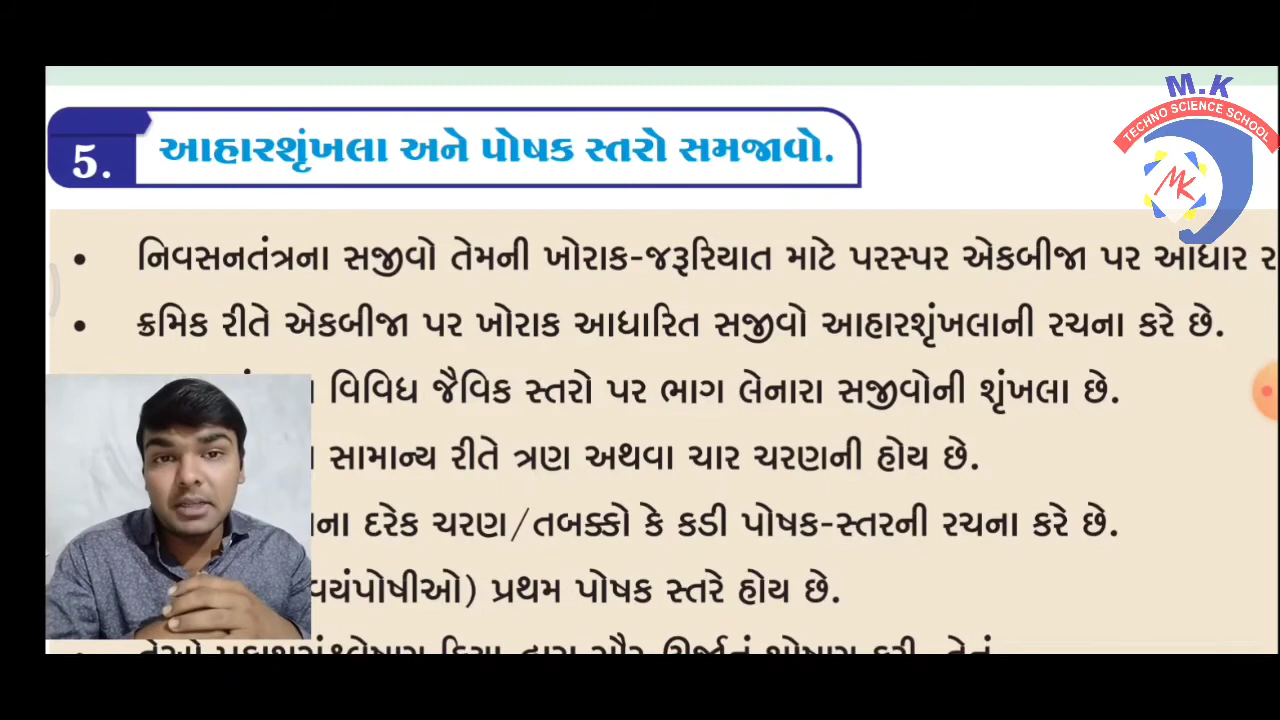 M.K
TECHNO SCIENCE SCHOOL
MK
5. આહારશૃંખલા અને પોષક સ્તરો સમજાવો.
• નિવસનતંત્રના સજીવો તેમની ખોરાક-જરૂરિયાત માટે પરસ્પર એકબીજા પર આધાર
• ક્રમિક રીતે એકબીજા પર ખોરાક આધારિત સજીવો આહારશૃંખલાની રચના કરે છે.
વિવિધ જૈવિક સ્તરો પર ભાગ લેનારા સજીવોની શૃંખલા છે.
સામાન્ય રીતે ત્રણ અથવા ચાર ચરણની હોય છે.
ના દરેક ચરણ/તબક્કો કે કડી પોષક-સ્તરની રચના કરે છે.
વયંપોષીઓ) પ્રથમ પોષક સ્તરે હોય છે.